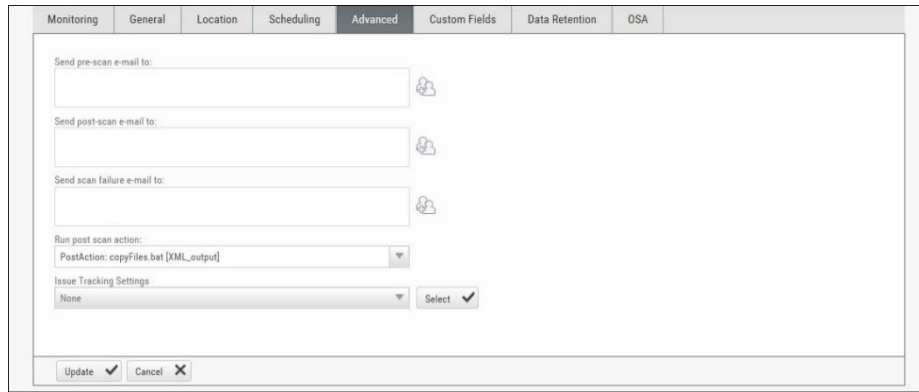 Monitoring General Location Scheduling Advanced Custom Fields Data Retention OSA
Send pre-scan e-mail to:
Send post-scan e-mail to:
Send scan failure e-mail to:
Run post scan action:
PostAction: copyFiles.bat [XML_output]
Issue Tracking Settings
None Select
Update Cancel